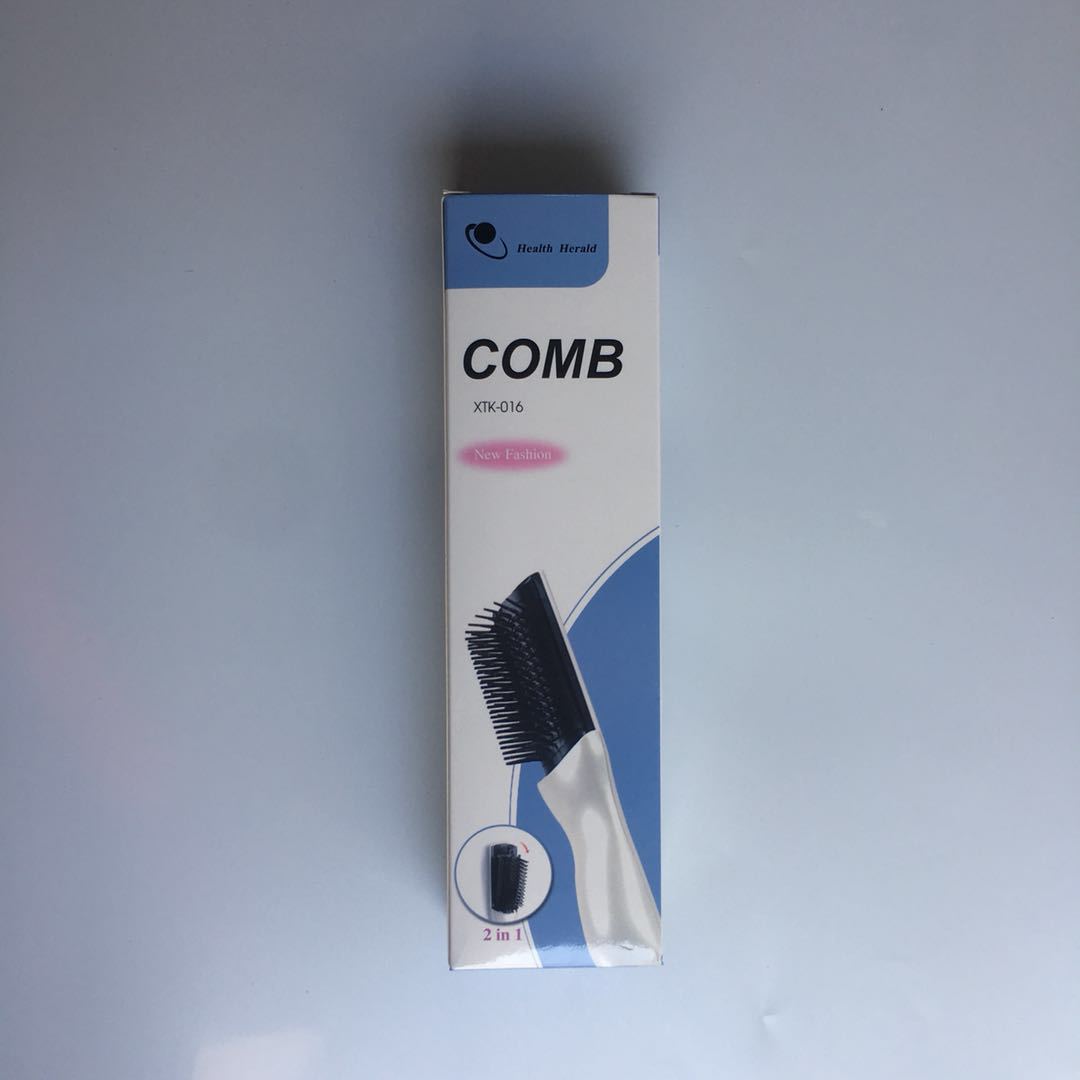 Health Herald
COMB
XTK-016
New Fashion
2 in 1